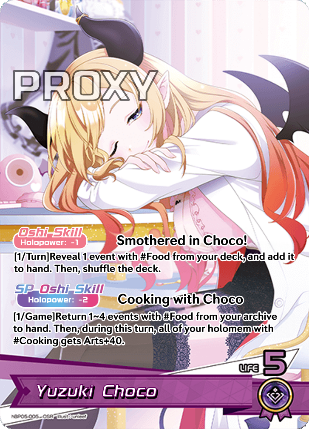 PROXY
Oshi-Skill
Holopower: -1
Smothered in Choco!
[1/Turn]Reveal 1 event with #Food from your deck, and add it
to hand. Then, shuffle the deck.
SP Oshi Skill
Holopower: -2
Cooking with Choco
[1/Game]Return 1~4 events with #Food from your archive
to hand. Then, during this turn, all of your holomem with
#Cooking gets Arts+40.
LIFE 5
Yuzuki Choco